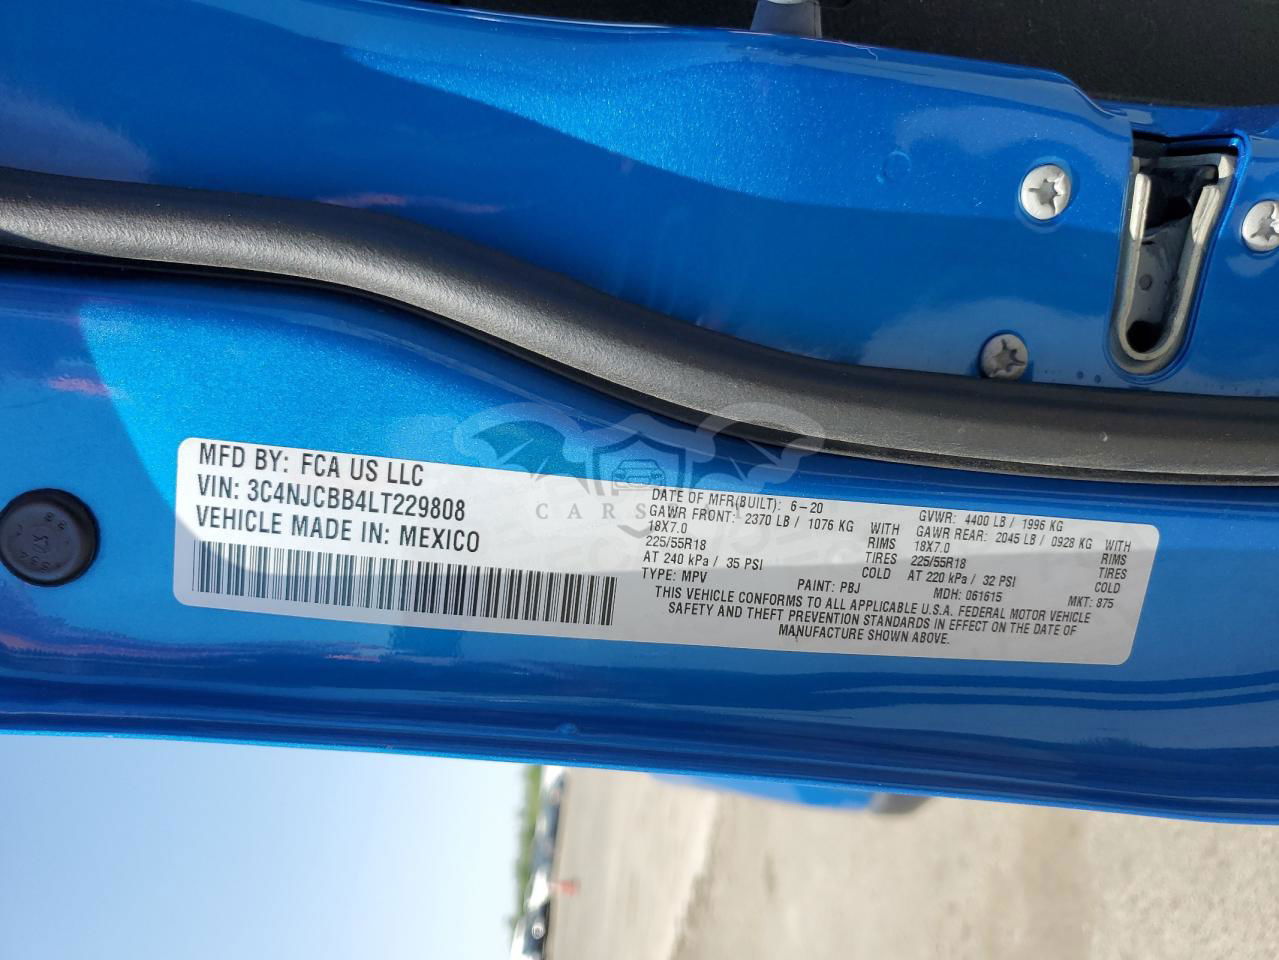 MFD BY: FCA US LLC
VIN: 3C4NJCBB4LT229808
VEHICLE MADE IN: MEXICO
DATE OF MFR(BUILT): 6-20
GAWR FRONT: 2370 LB / 1076 KG WITH
18X7.0 RIMS
225/55R18 TIRES
AT 240 kPa / 35 PSI COLD
TYPE: MPV PAINT: PBJ
GVWR: 4400 LB / 1996 KG
GAWR REAR: 2045 LB / 0928 KG WITH
18X7.0 RIMS
225/55R18 TIRES
AT 220 kPa / 32 PSI COLD
MDH: 061615 MKT: 875
THIS VEHICLE CONFORMS TO ALL APPLICABLE U.S.A. FEDERAL MOTOR VEHICLE
SAFETY AND THEFT PREVENTION STANDARDS IN EFFECT ON THE DATE OF
MANUFACTURE SHOWN ABOVE.